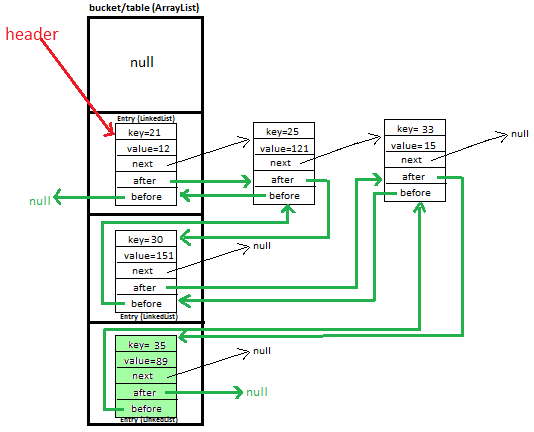 bucket/table (ArrayList)
header
null
Entry (LinkedList)
key=21
value=12
next
after
before
null
key=25
value=121
next
after
before
key= 33
value= 15
next
after
before
null
key=30
value=151
next
after
before
Entry (LinkedList)
null
key= 35
value=89
next
after
before
Entry (LinkedList)
null
null